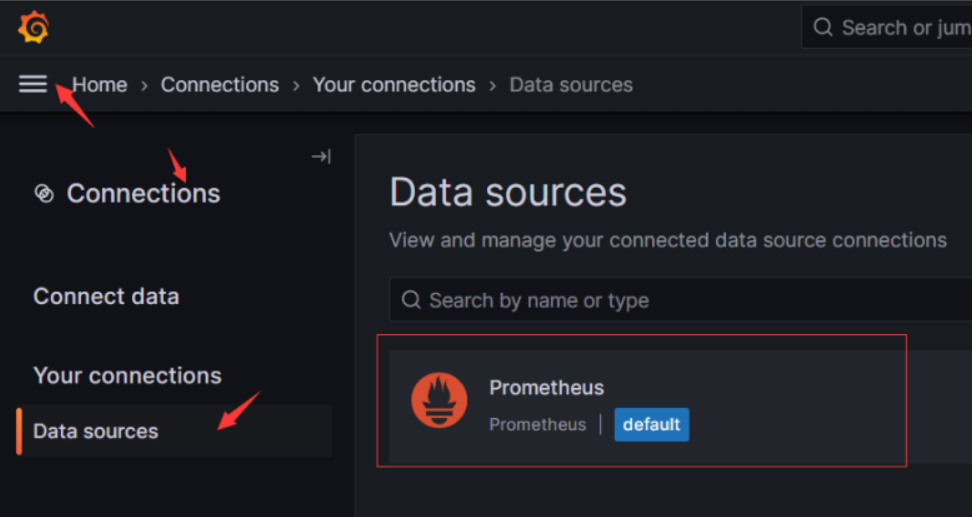 Search or jum
Home › Connections › Your connections › Data sources
Connections
Connect data
Your connections
Data sources
Data sources
View and manage your connected data source connections
Search by name or type
Prometheus
Prometheus | default